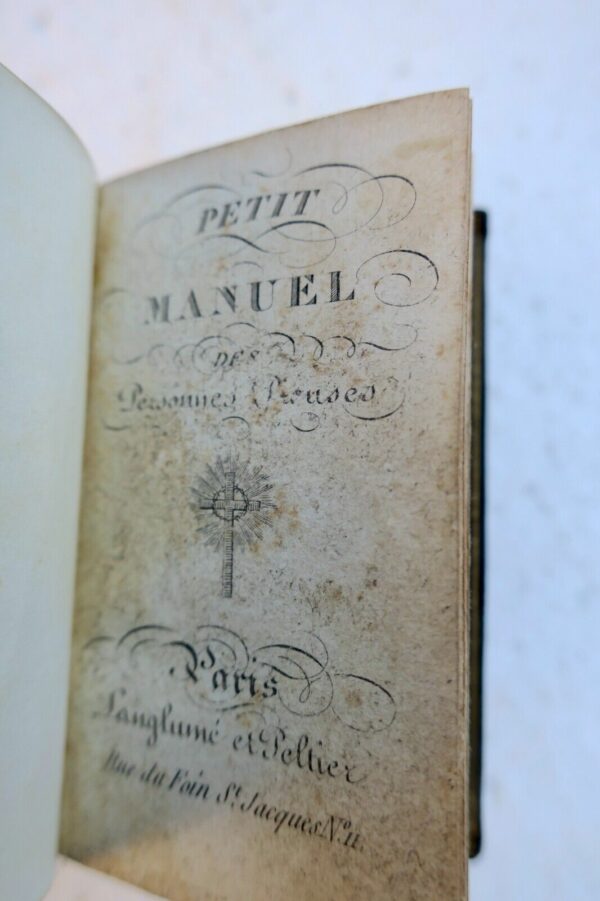 PETIT
MANUEL
DES
Personnes Pieuses
Paris
Langlumé et Peltier
Rue du Foin St. Jacques No. 11.